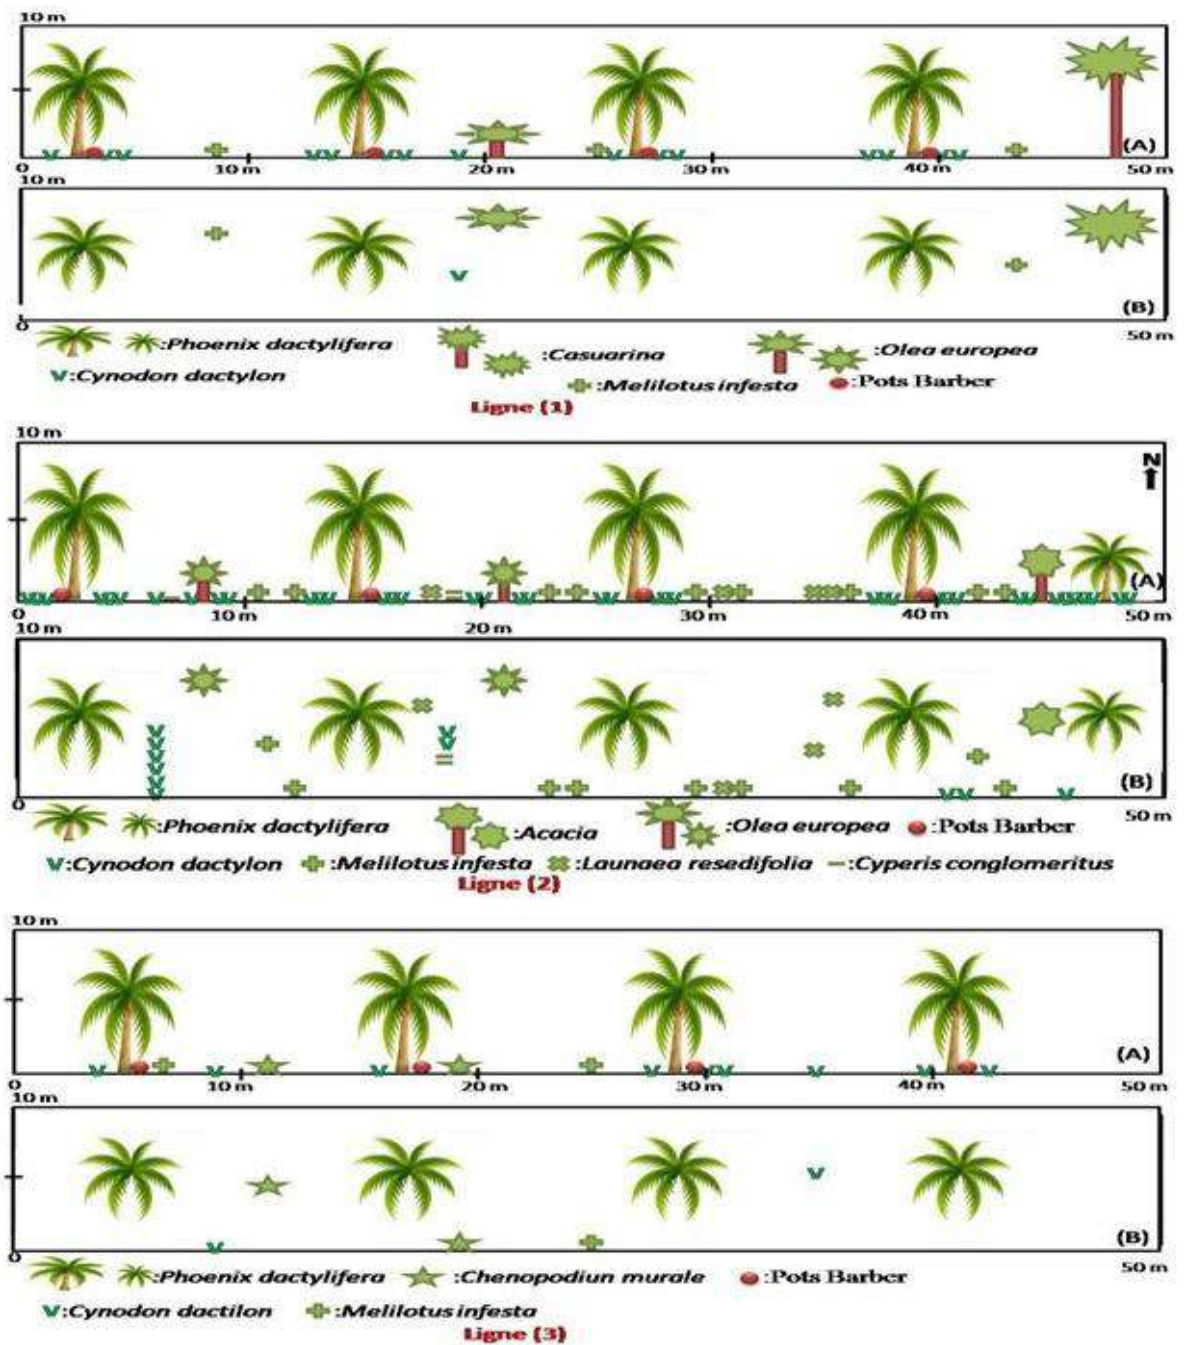 10 m
(A)
0 10 m 20 m 30 m 40 m 50 m
10 m
(B)
0 50 m
:Phoenix dactylifera :Casuarina :Olea europea
:Cynodon dactylon :Melilotus infesta :Pots Barber
Ligne (1)
10 m
N
(A)
0 10 m 20 m 30 m 40 m 50 m
10 m
(B)
0 50 m
:Phoenix dactylifera :Acacia :Olea europea :Pots Barber
:Cynodon dactylon :Melilotus infesta :Launaea resedifolia :Cyperis conglomeritus
Ligne (2)
10 m
(A)
0 10 m 20 m 30 m 40 m 50 m
10 m
(B)
0 50 m
:Phoenix dactylifera :Chenopodiun murale :Pots Barber
:Cynodon dactilon :Melilotus infesta
Ligne (3)